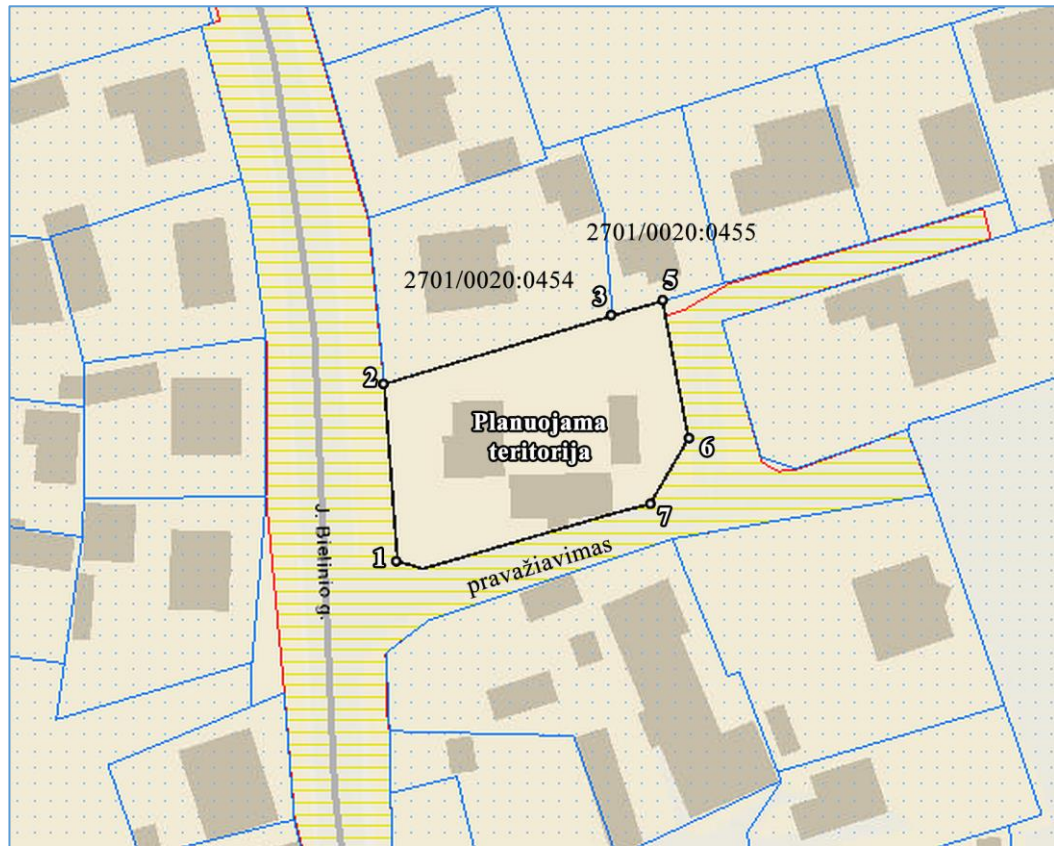 2701/0020:0455
2701/0020:0454
5
3
2
Planuojama
teritorija
6
7
J. Bielinio g.
1
pravažiavimas